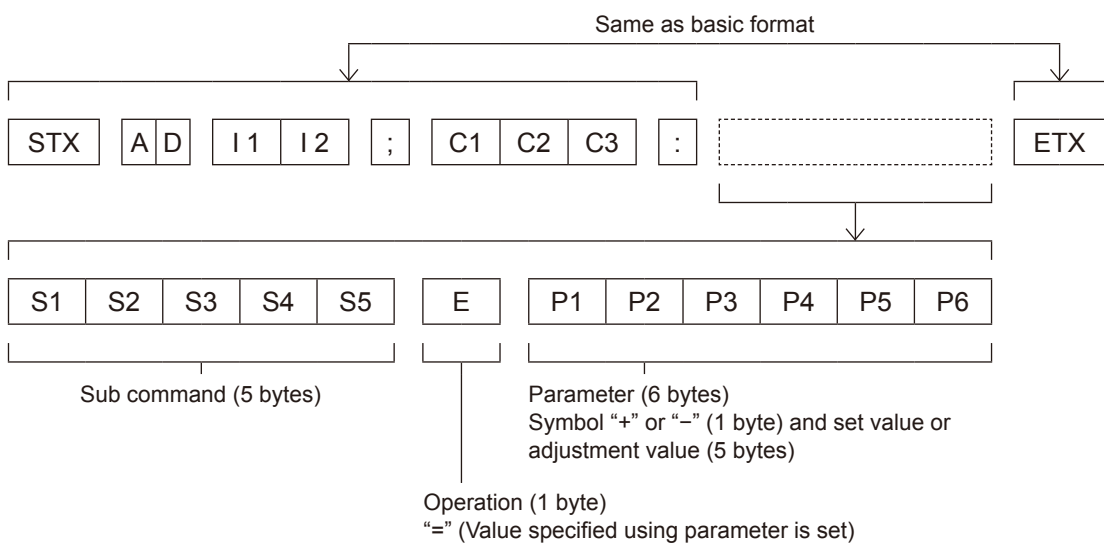 Same as basic format
STX A D I 1 I 2 ; C1 C2 C3 : ETX
S1 S2 S3 S4 S5 E P1 P2 P3 P4 P5 P6
Sub command (5 bytes)
Parameter (6 bytes)
Symbol “+” or “−” (1 byte) and set value or
adjustment value (5 bytes)
Operation (1 byte)
“=” (Value specified using parameter is set)